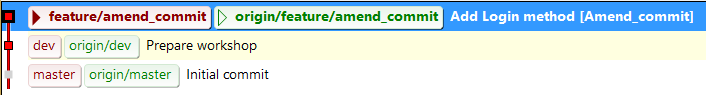 feature/amend_commit origin/feature/amend_commit Add Login method [Amend_commit]
dev origin/dev Prepare workshop
master origin/master Initial commit